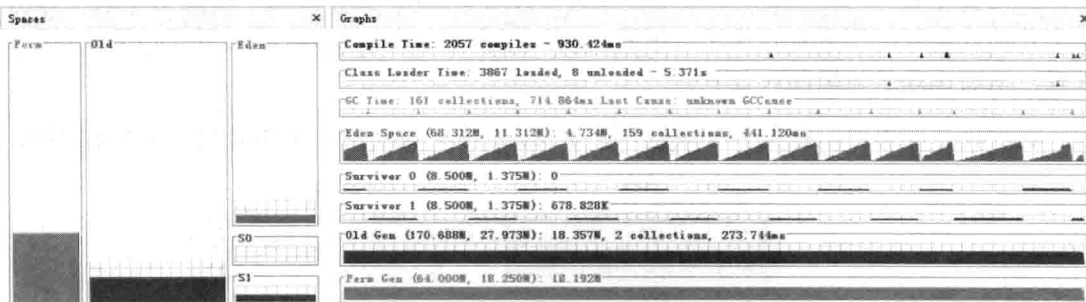 Spaces
Graphs
Perm
Old
Eden
S0
S1
Compile Time: 2057 compiles - 930.424ms
Class Loader Time: 3867 loaded, 8 unloaded - 5.371s
GC Time: 161 collections, 714.864ms Last Cause: unknown GCCause
Eden Space (68.312M, 11.312M): 4.734M, 159 collections, 441.120ms
Survivor 0 (8.500M, 1.375M): 0
Survivor 1 (8.500M, 1.375M): 678.828K
Old Gen (170.688M, 27.973M): 18.357M, 2 collections, 273.744ms
Perm Gen (64.000M, 18.250M): 18.192M